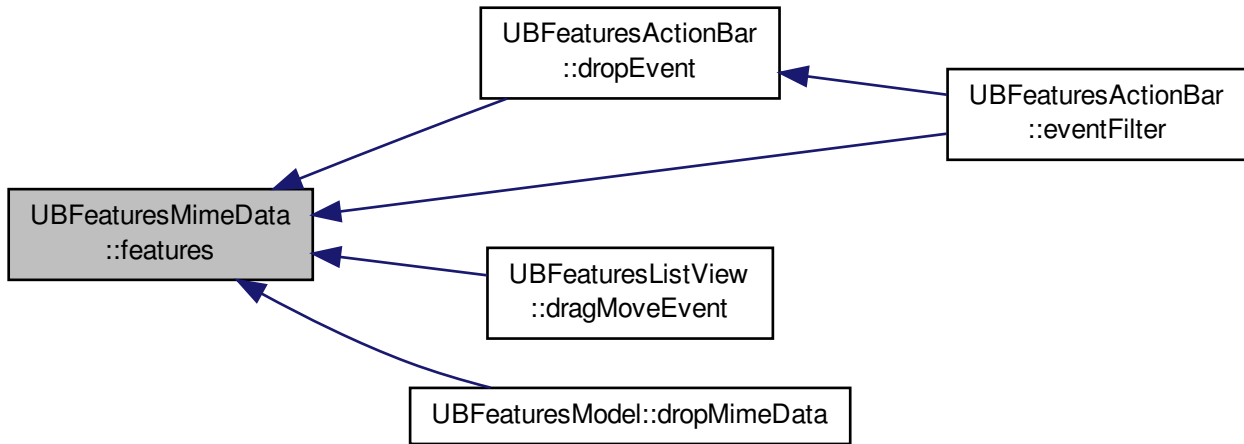 UBFeaturesActionBar
::dropEvent
UBFeaturesActionBar
::eventFilter
UBFeaturesMimeData
::features
UBFeaturesListView
::dragMoveEvent
UBFeaturesModel::dropMimeData